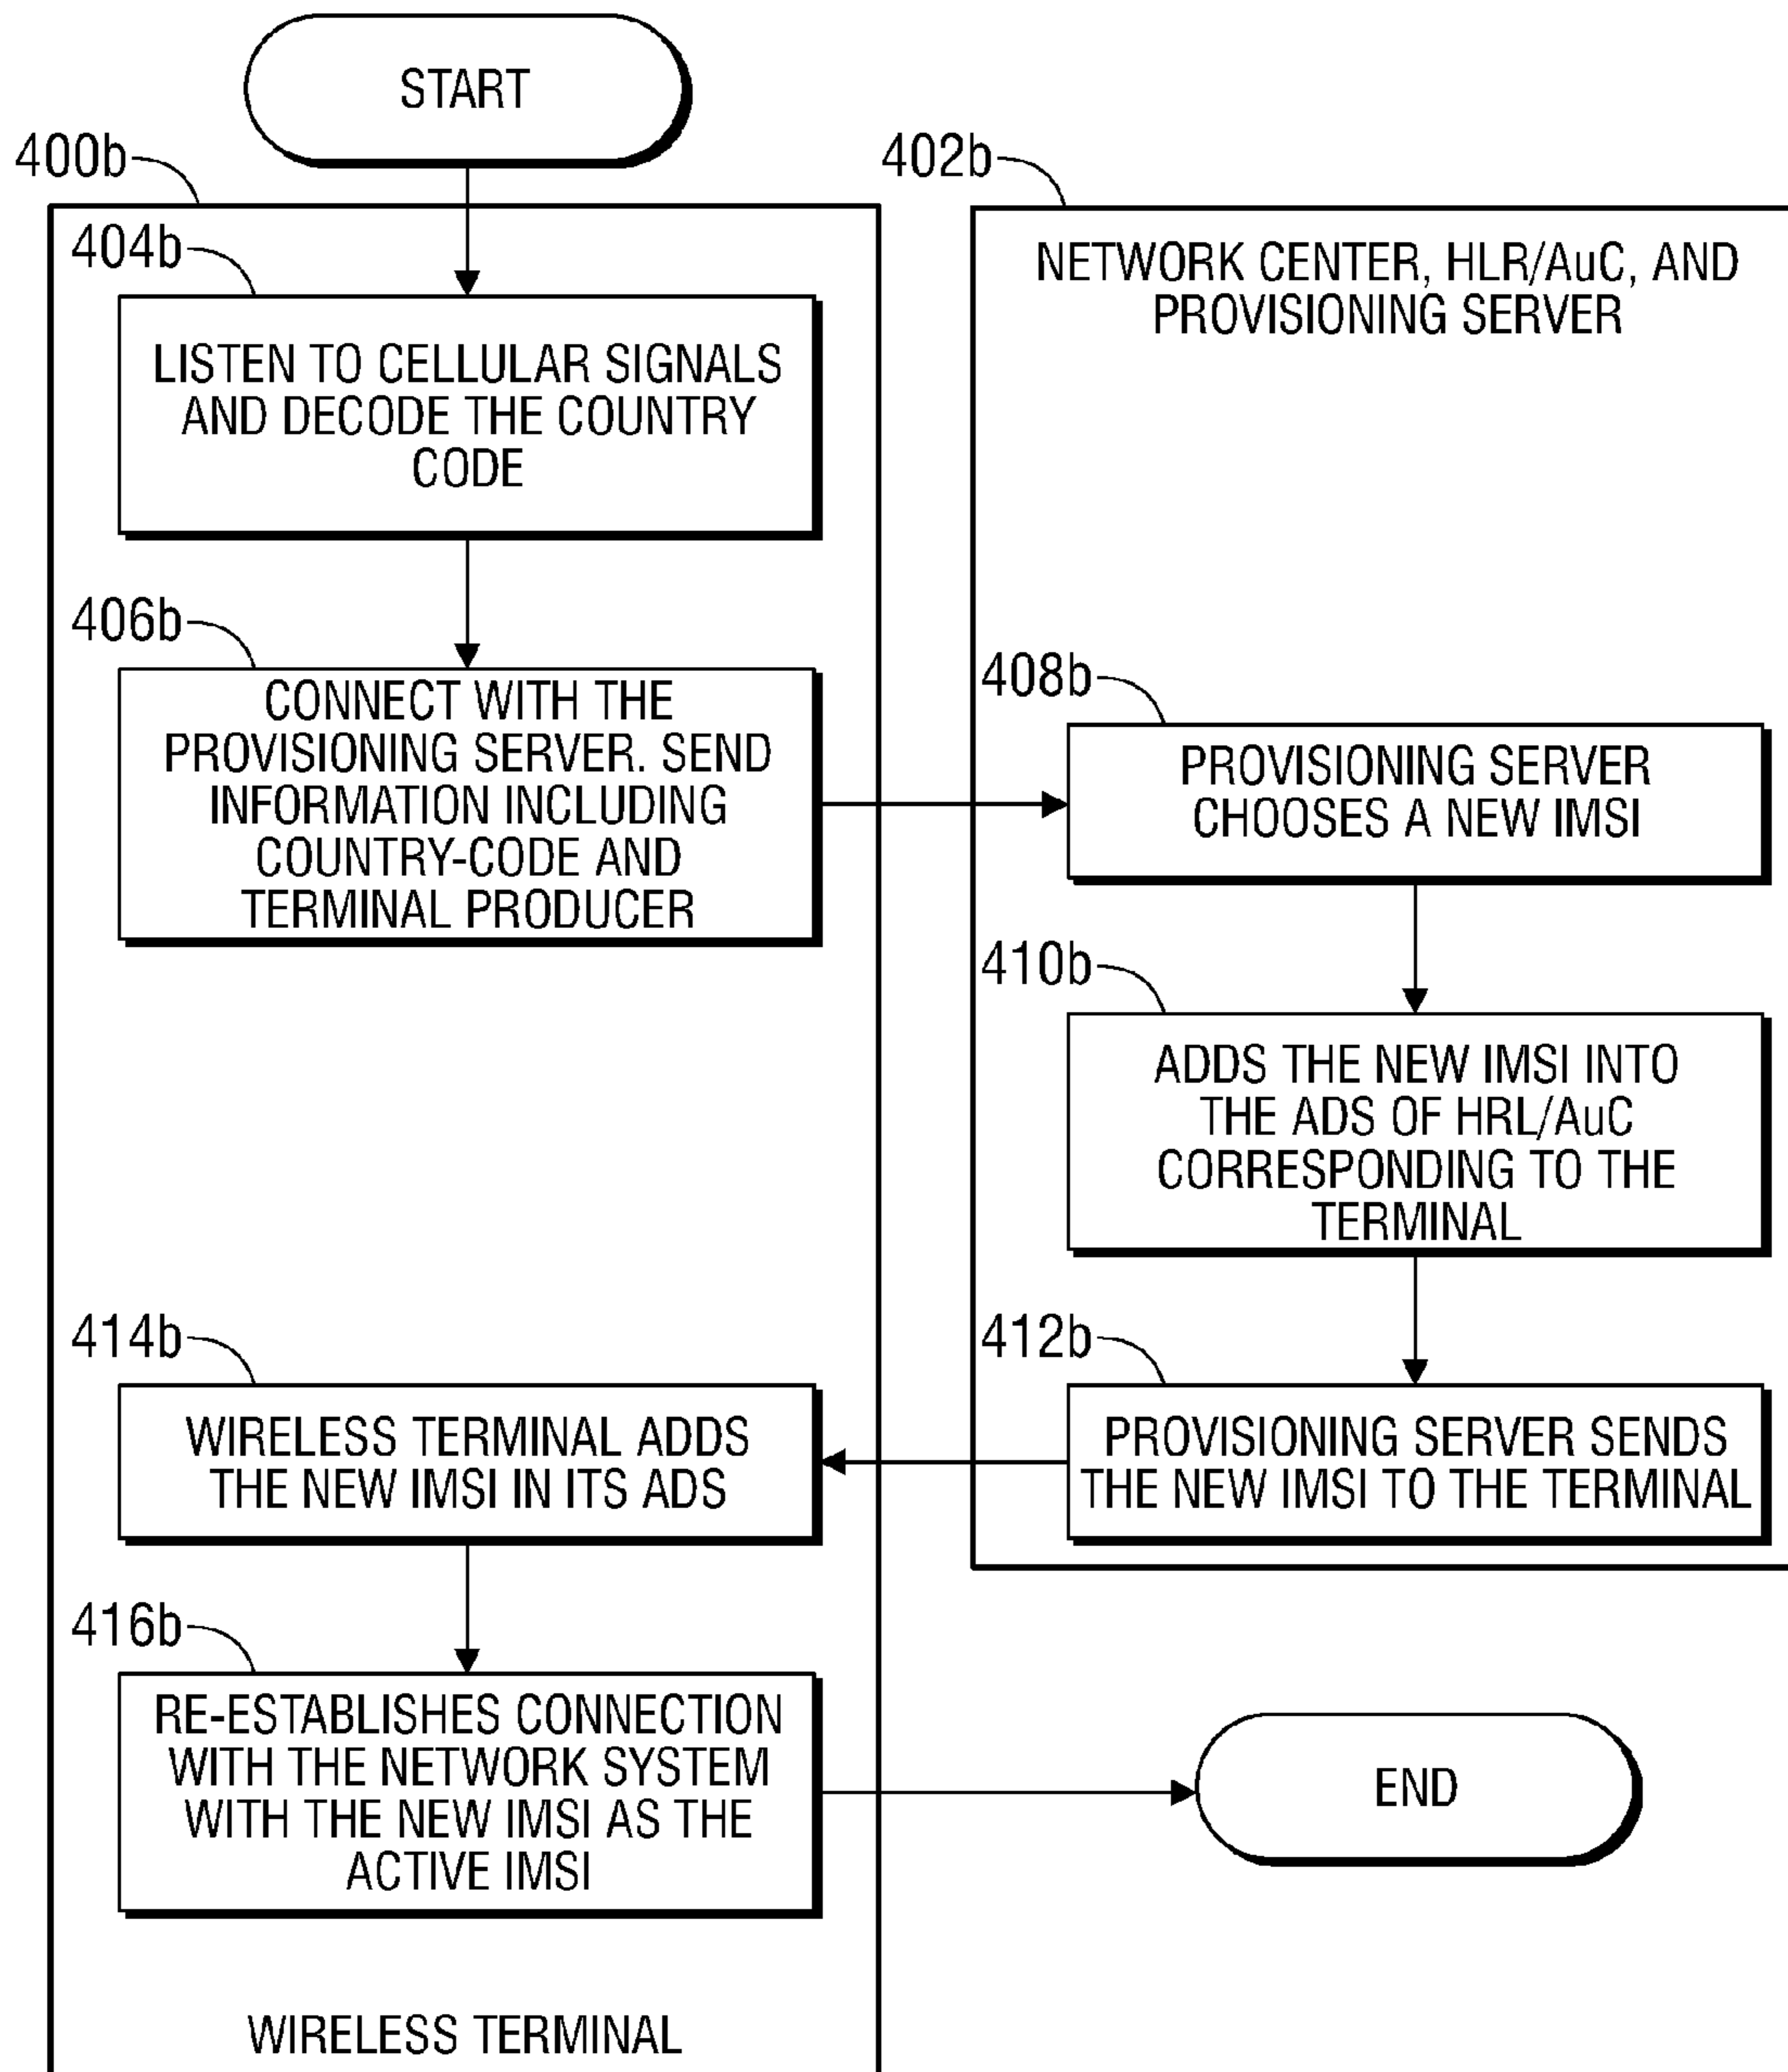 START
400b
404b
LISTEN TO CELLULAR SIGNALS
AND DECODE THE COUNTRY
CODE
406b
CONNECT WITH THE
PROVISIONING SERVER. SEND
INFORMATION INCLUDING
COUNTRY-CODE AND
TERMINAL PRODUCER
402b
NETWORK CENTER, HLR/AuC, AND
PROVISIONING SERVER
408b
PROVISIONING SERVER
CHOOSES A NEW IMSI
410b
ADDS THE NEW IMSI INTO
THE ADS OF HRL/AuC
CORRESPONDING TO THE
TERMINAL
412b
PROVISIONING SERVER SENDS
THE NEW IMSI TO THE TERMINAL
414b
WIRELESS TERMINAL ADDS
THE NEW IMSI IN ITS ADS
416b
RE-ESTABLISHES CONNECTION
WITH THE NETWORK SYSTEM
WITH THE NEW IMSI AS THE
ACTIVE IMSI
END
WIRELESS TERMINAL